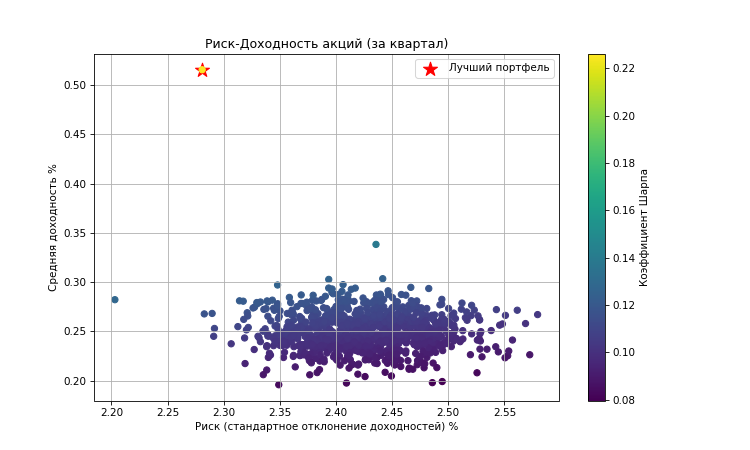 Риск-Доходность акций (за квартал)
Лучший портфель
0.50
0.45
0.40
0.35
0.30
0.25
0.20
Средняя доходность %
2.20 2.25 2.30 2.35 2.40 2.45 2.50 2.55
Риск (стандартное отклонение доходностей) %
0.22
0.20
0.18
0.16
0.14
0.12
0.10
0.08
Коэффициент Шарпа